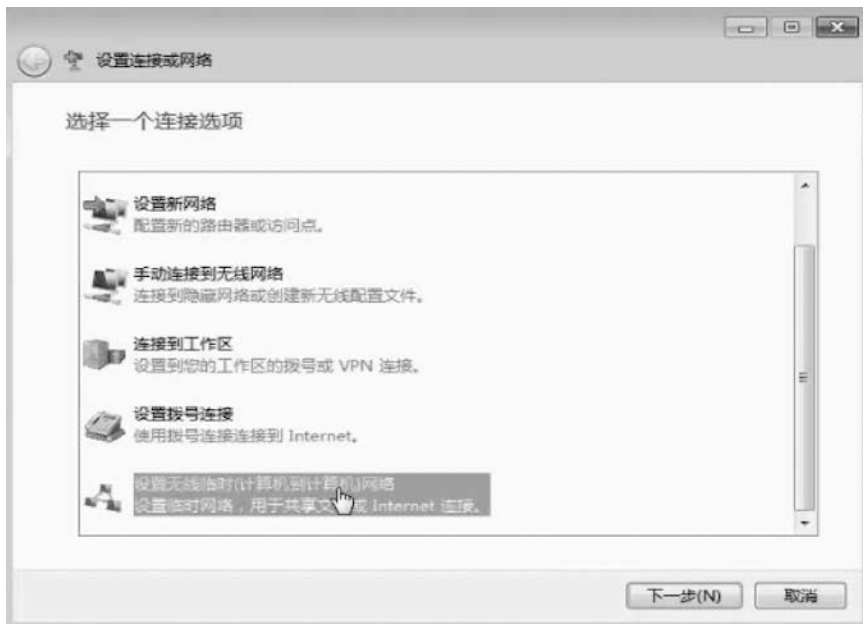 设置连接或网络
选择一个连接选项
设置新网络
配置新的路由器或访问点。
手动连接到无线网络
连接到隐藏网络或创建新无线配置文件。
连接到工作区
设置到您的工作区的拨号或 VPN 连接。
设置拨号连接
使用拨号连接连接到 Internet。
设置无线临时(计算机到计算机)网络
设置临时网络，用于共享文或 Internet 连接。
下一步(N)
取消